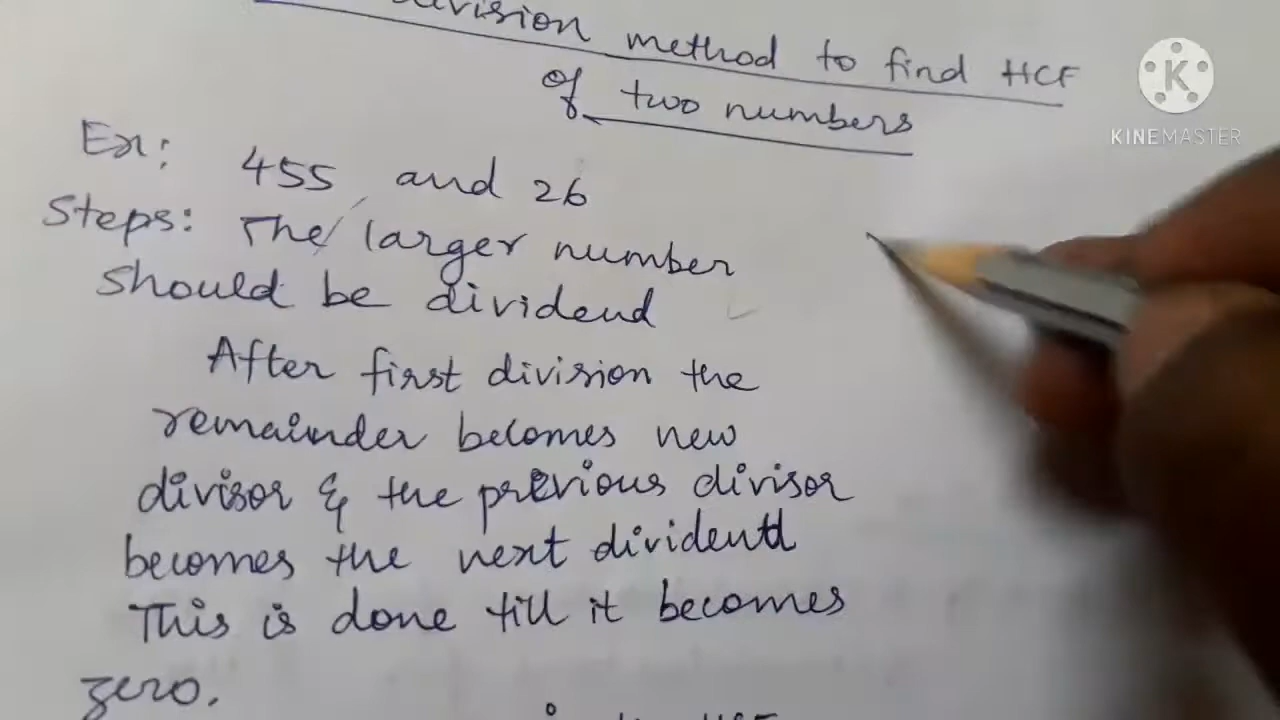 division method to find HCF
of two numbers
KINEMASTER
Ex: 455 and 26
Steps: The larger number
should be dividend
After first division the
remainder becomes new
divisor & the previous divisor
becomes the next dividend
This is done till it becomes
zero.